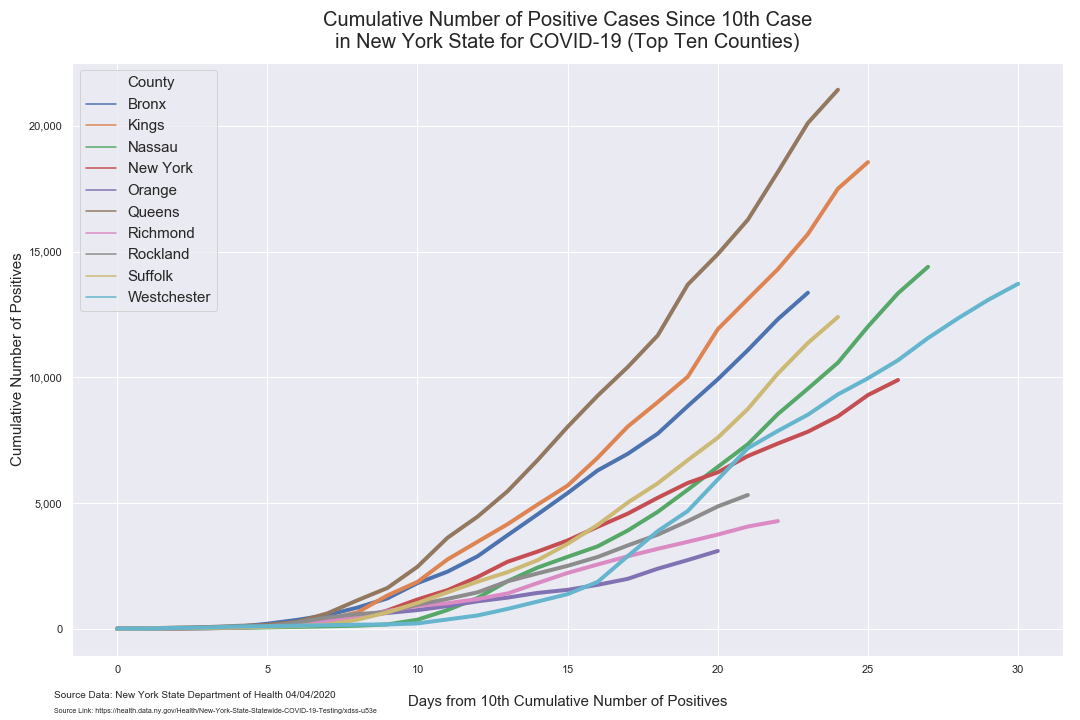 Cumulative Number of Positive Cases Since 10th Case
in New York State for COVID-19 (Top Ten Counties)
County
Bronx
Kings
Nassau
New York
Orange
Queens
Richmond
Rockland
Suffolk
Westchester
Cumulative Number of Positives
20,000
15,000
10,000
5,000
0
0 5 10 15 20 25 30
Days from 10th Cumulative Number of Positives
Source Data: New York State Department of Health 04/04/2020
Source Link: https://health.data.ny.gov/Health/New-York-State-Statewide-COVID-19-Testing/xdss-u53e